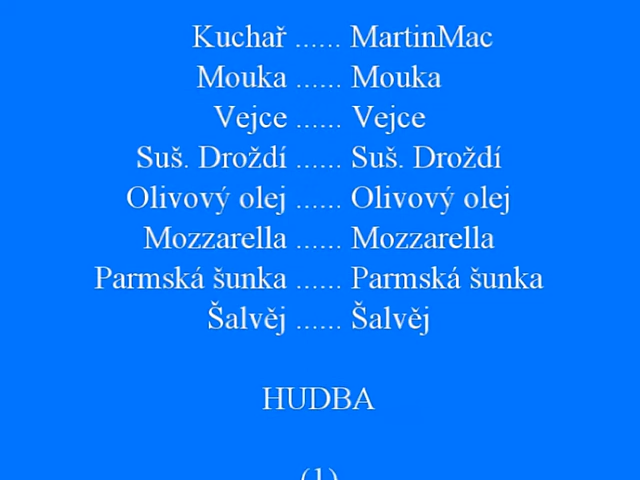 Kuchař ...... MartinMac
Mouka ...... Mouka
Vejce ...... Vejce
Suš. Droždí ...... Suš. Droždí
Olivový olej ...... Olivový olej
Mozzarella ...... Mozzarella
Parmská šunka ...... Parmská šunka
Šalvěj ...... Šalvěj
HUDBA
(1)